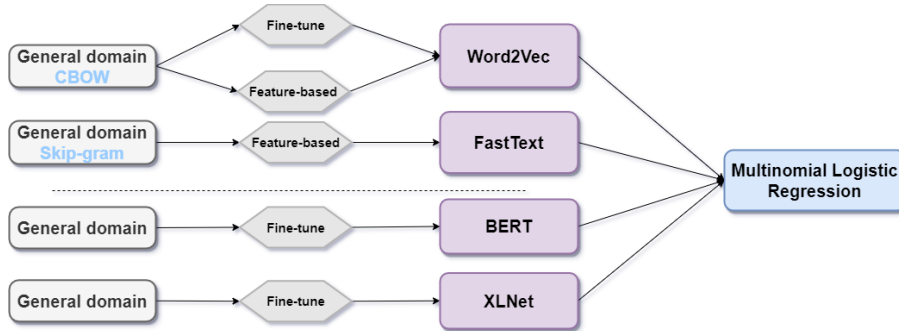 General domain
CBOW
Fine-tune
Feature-based
Word2Vec
General domain
Skip-gram
Feature-based
FastText
Multinomial Logistic
Regression
General domain
Fine-tune
BERT
General domain
Fine-tune
XLNet